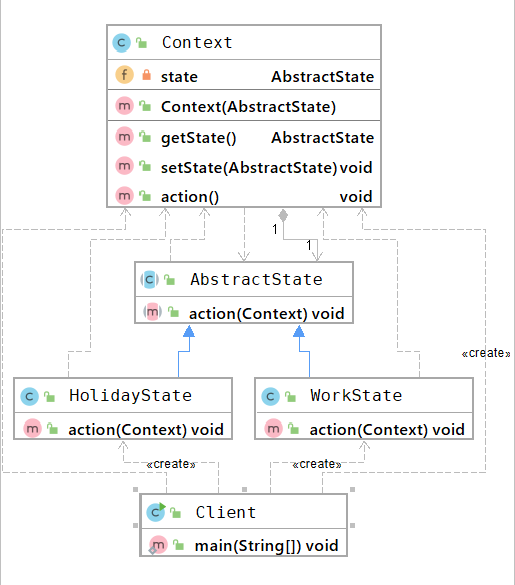 Context
state AbstractState
Context(AbstractState)
getState() AbstractState
setState(AbstractState) void
action() void
1
1
AbstractState
action(Context) void
«create»
HolidayState
action(Context) void
WorkState
action(Context) void
«create»
«create»
Client
main(String[]) void